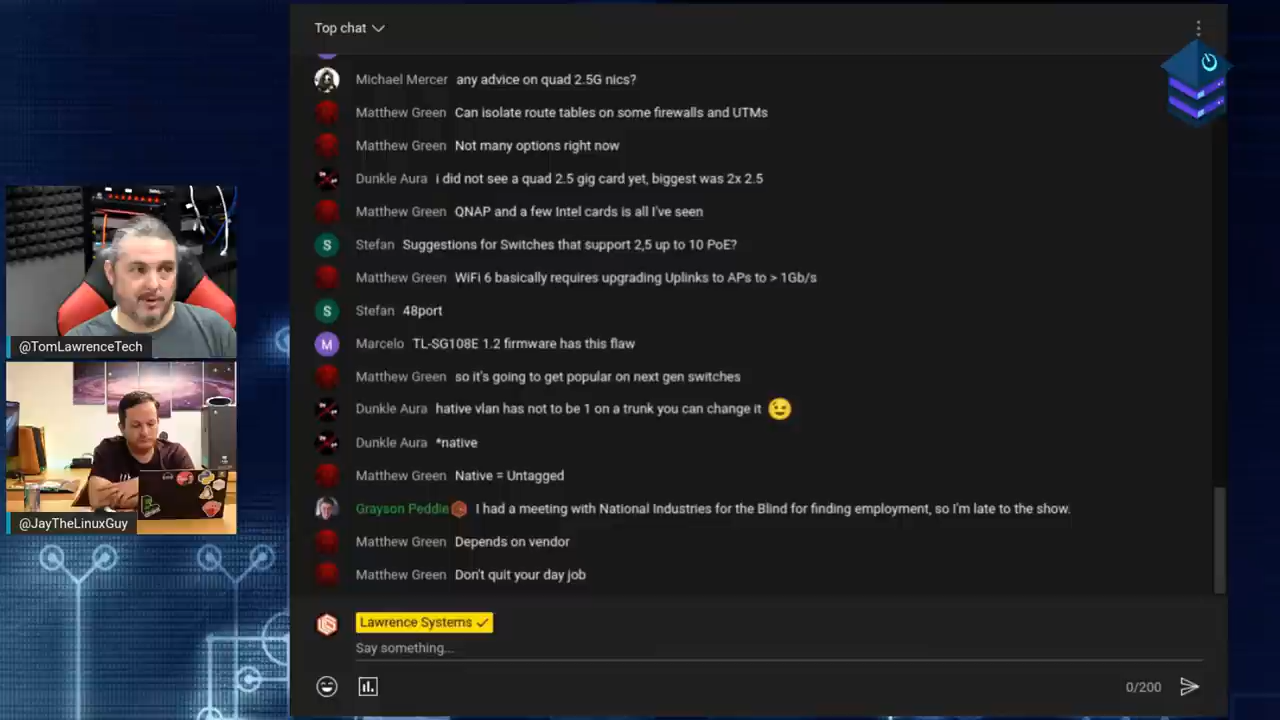 Top chat
Michael Mercer any advice on quad 2.5G nics?
Matthew Green Can isolate route tables on some firewalls and UTMs
Matthew Green Not many options right now
Dunkle Aura i did not see a quad 2.5 gig card yet, biggest was 2x 2.5
Matthew Green QNAP and a few Intel cards is all I've seen
S Stefan Suggestions for Switches that support 2,5 up to 10 PoE?
Matthew Green WiFi 6 basically requires upgrading Uplinks to APs to > 1Gb/s
S Stefan 48port
M Marcelo TL-SG108E 1.2 firmware has this flaw
Matthew Green so it's going to get popular on next gen switches
Dunkle Aura hative vlan has not to be 1 on a trunk you can change it 😉
Dunkle Aura *native
Matthew Green Native = Untagged
Grayson Peddie I had a meeting with National Industries for the Blind for finding employment, so I'm late to the show.
Matthew Green Depends on vendor
Matthew Green Don't quit your day job
Lawrence Systems ✓
Say something...
0/200
@TomLawrenceTech
@JayTheLinuxGuy